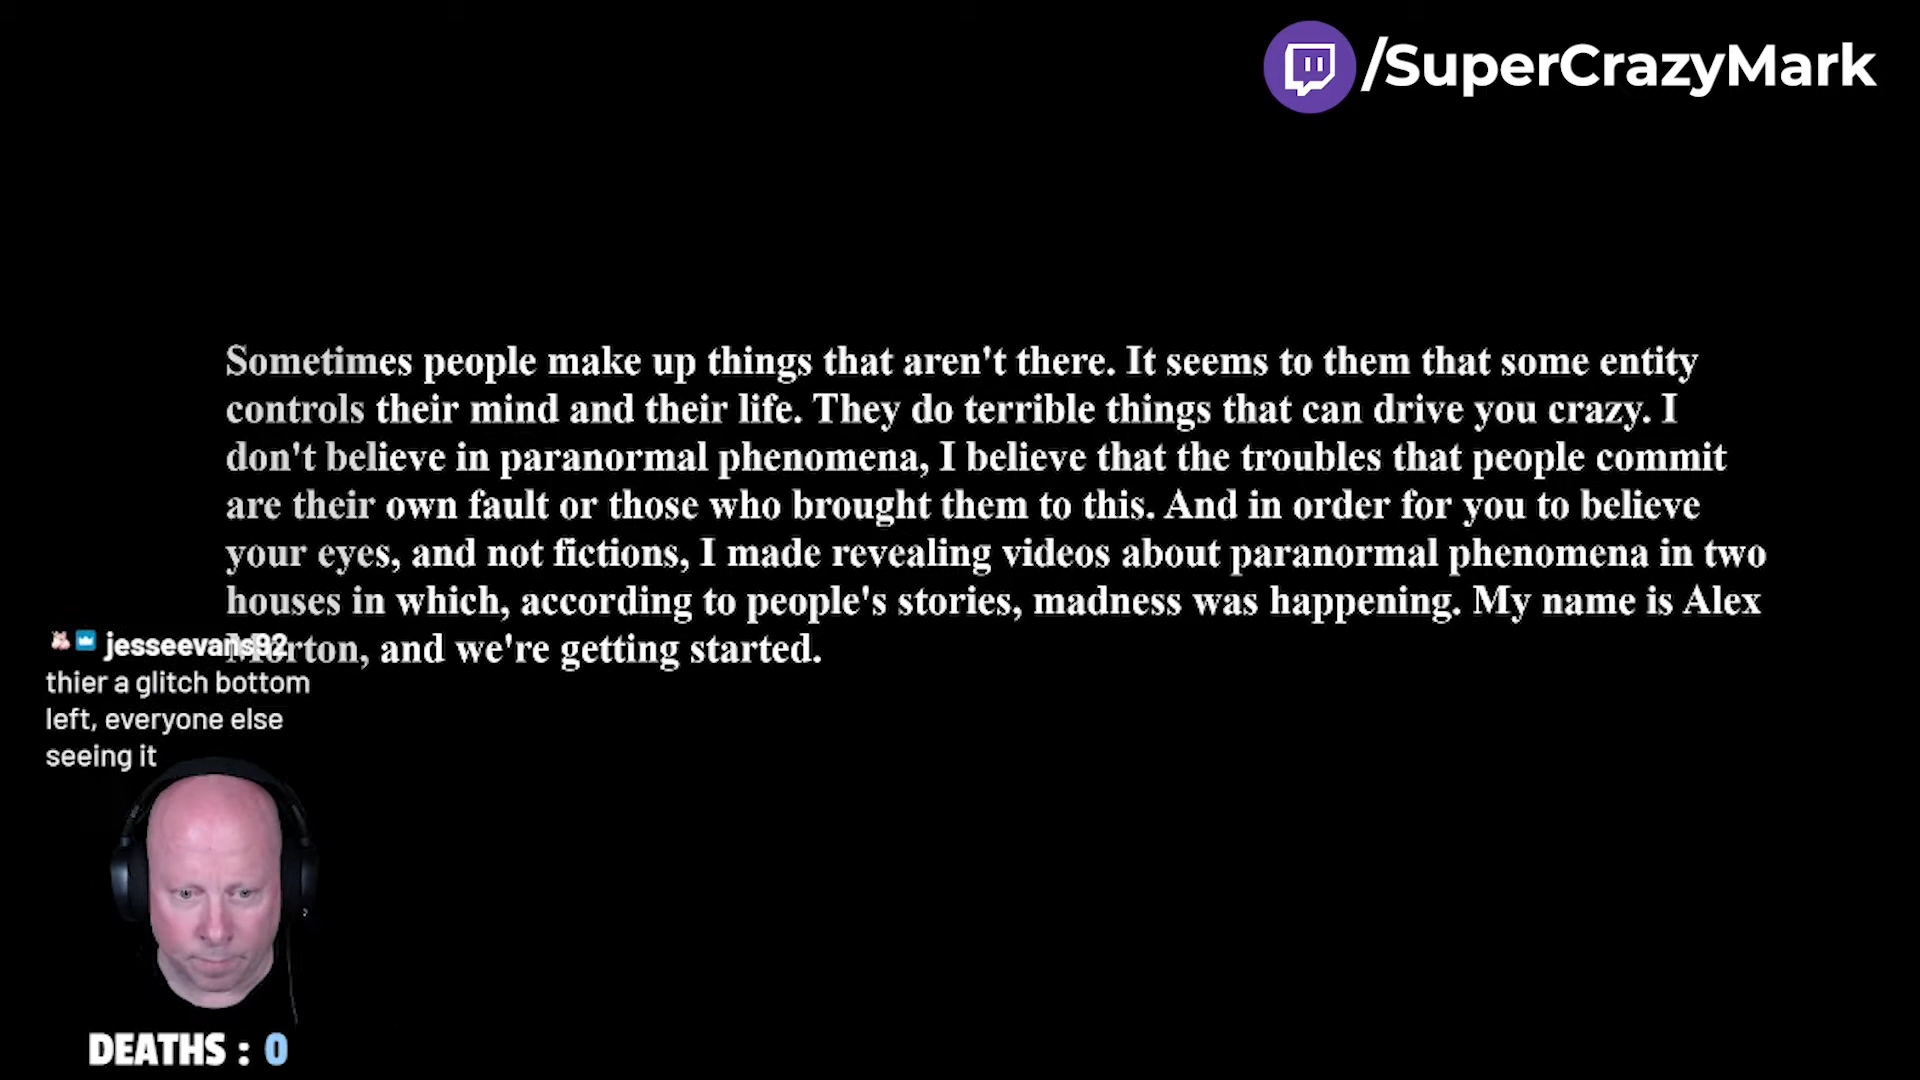 /SuperCrazyMark
Sometimes people make up things that aren't there. It seems to them that some entity
controls their mind and their life. They do terrible things that can drive you crazy. I
don't believe in paranormal phenomena, I believe that the troubles that people commit
are their own fault or those who brought them to this. And in order for you to believe
your eyes, and not fictions, I made revealing videos about paranormal phenomena in two
houses in which, according to people's stories, madness was happening. My name is Alex
Morton, and we're getting started.
jesseevans92
thier a glitch bottom
left, everyone else
seeing it
DEATHS : 0